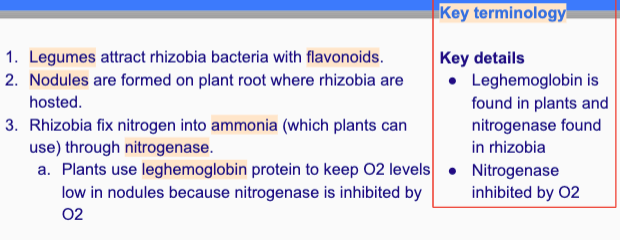 Key terminology
1. Legumes attract rhizobia bacteria with flavonoids.
2. Nodules are formed on plant root where rhizobia are
hosted.
3. Rhizobia fix nitrogen into ammonia (which plants can
use) through nitrogenase.
a. Plants use leghemoglobin protein to keep O2 levels
low in nodules because nitrogenase is inhibited by
O2
Key details
● Leghemoglobin is
found in plants and
nitrogenase found
in rhizobia
● Nitrogenase
inhibited by O2